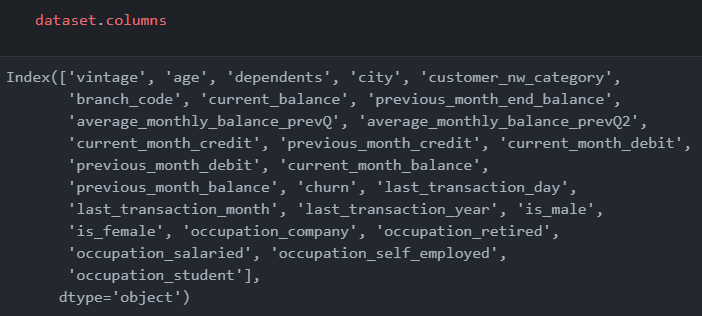 dataset.columns
Index(['vintage', 'age', 'dependents', 'city', 'customer_nw_category',
'branch_code', 'current_balance', 'previous_month_end_balance',
'average_monthly_balance_prevQ', 'average_monthly_balance_prevQ2',
'current_month_credit', 'previous_month_credit', 'current_month_debit',
'previous_month_debit', 'current_month_balance',
'previous_month_balance', 'churn', 'last_transaction_day',
'last_transaction_month', 'last_transaction_year', 'is_male',
'is_female', 'occupation_company', 'occupation_retired',
'occupation_salaried', 'occupation_self_employed',
'occupation_student'],
dtype='object')